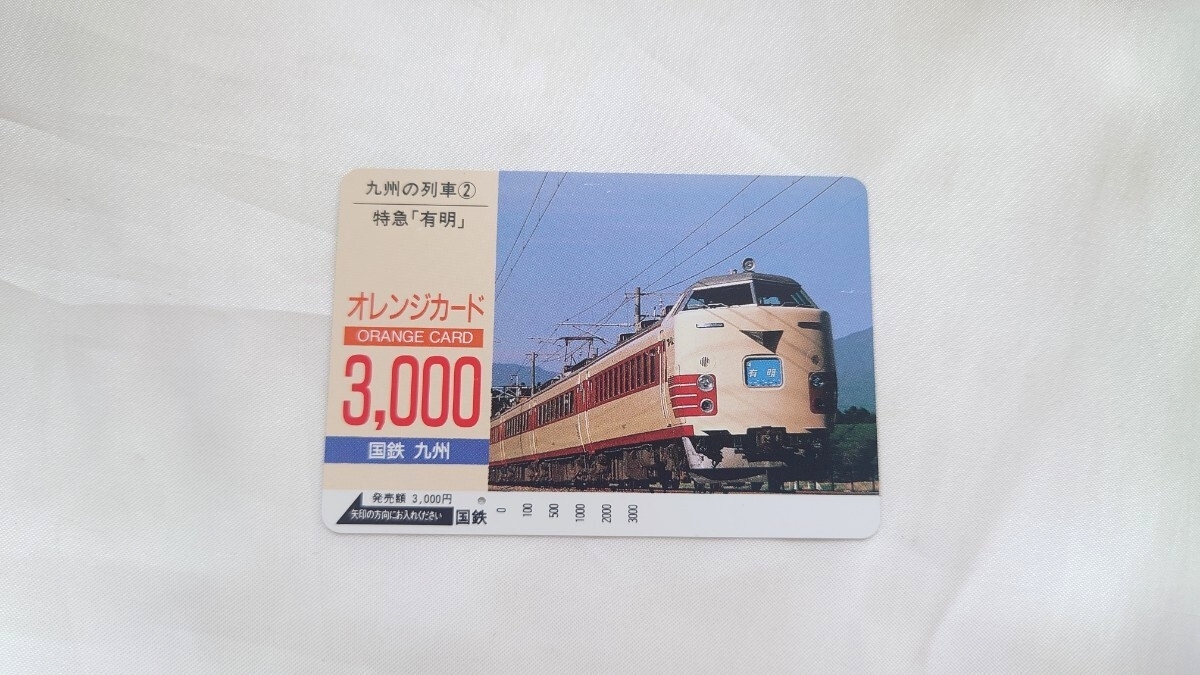 九州の列車②
特急「有明」
オレンジカード
ORANGE CARD
3,000
国鉄 九州
有明
発売額 3,000円
矢印の方向にお入れください
国鉄
0 100 500 1000 2000 3000